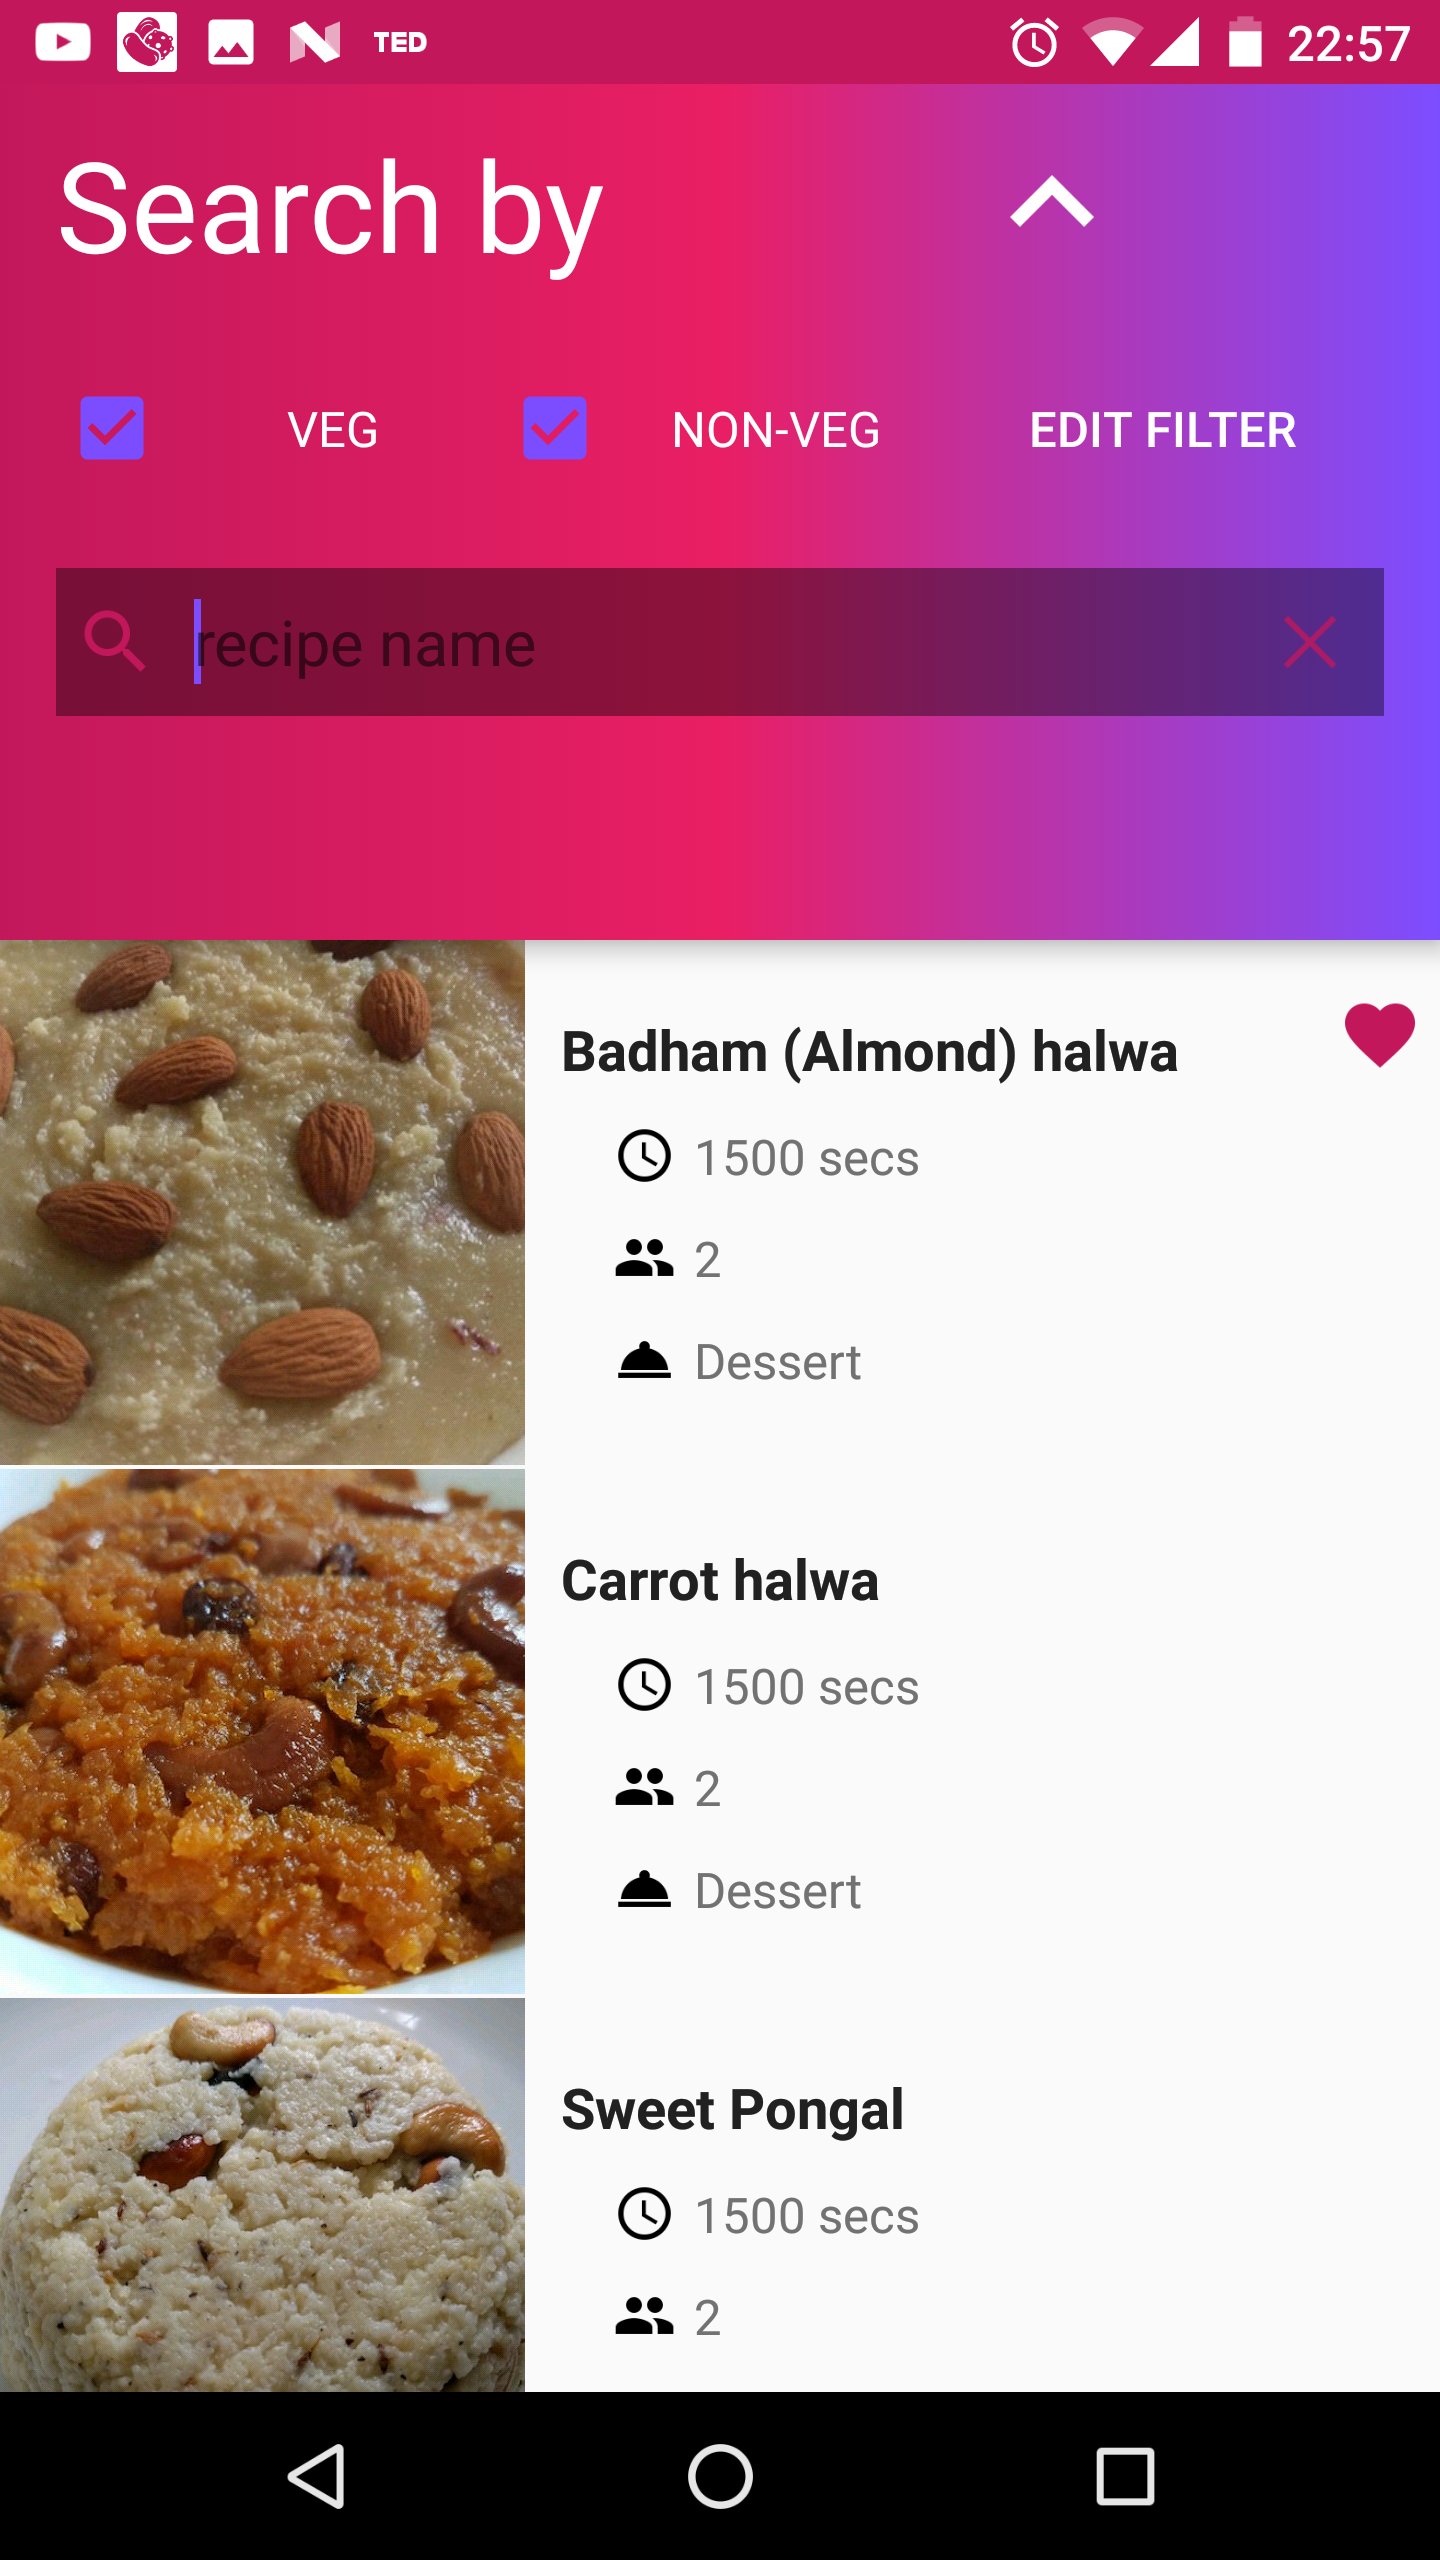 TED 22:57
Search by
VEG NON-VEG EDIT FILTER
recipe name
Badham (Almond) halwa
1500 secs
2
Dessert
Carrot halwa
1500 secs
2
Dessert
Sweet Pongal
1500 secs
2